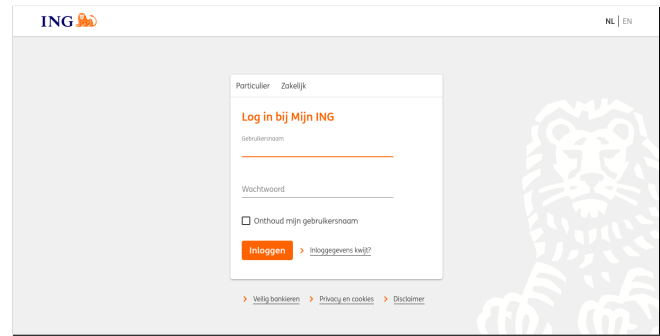 ING
NL | EN
Particulier Zakelijk
Log in bij Mijn ING
Gebruikersnaam
Wachtwoord
Onthoud mijn gebruikersnaam
Inloggen > Inloggegevens kwijt?
> Veilig bankieren > Privacy en cookies > Disclaimer